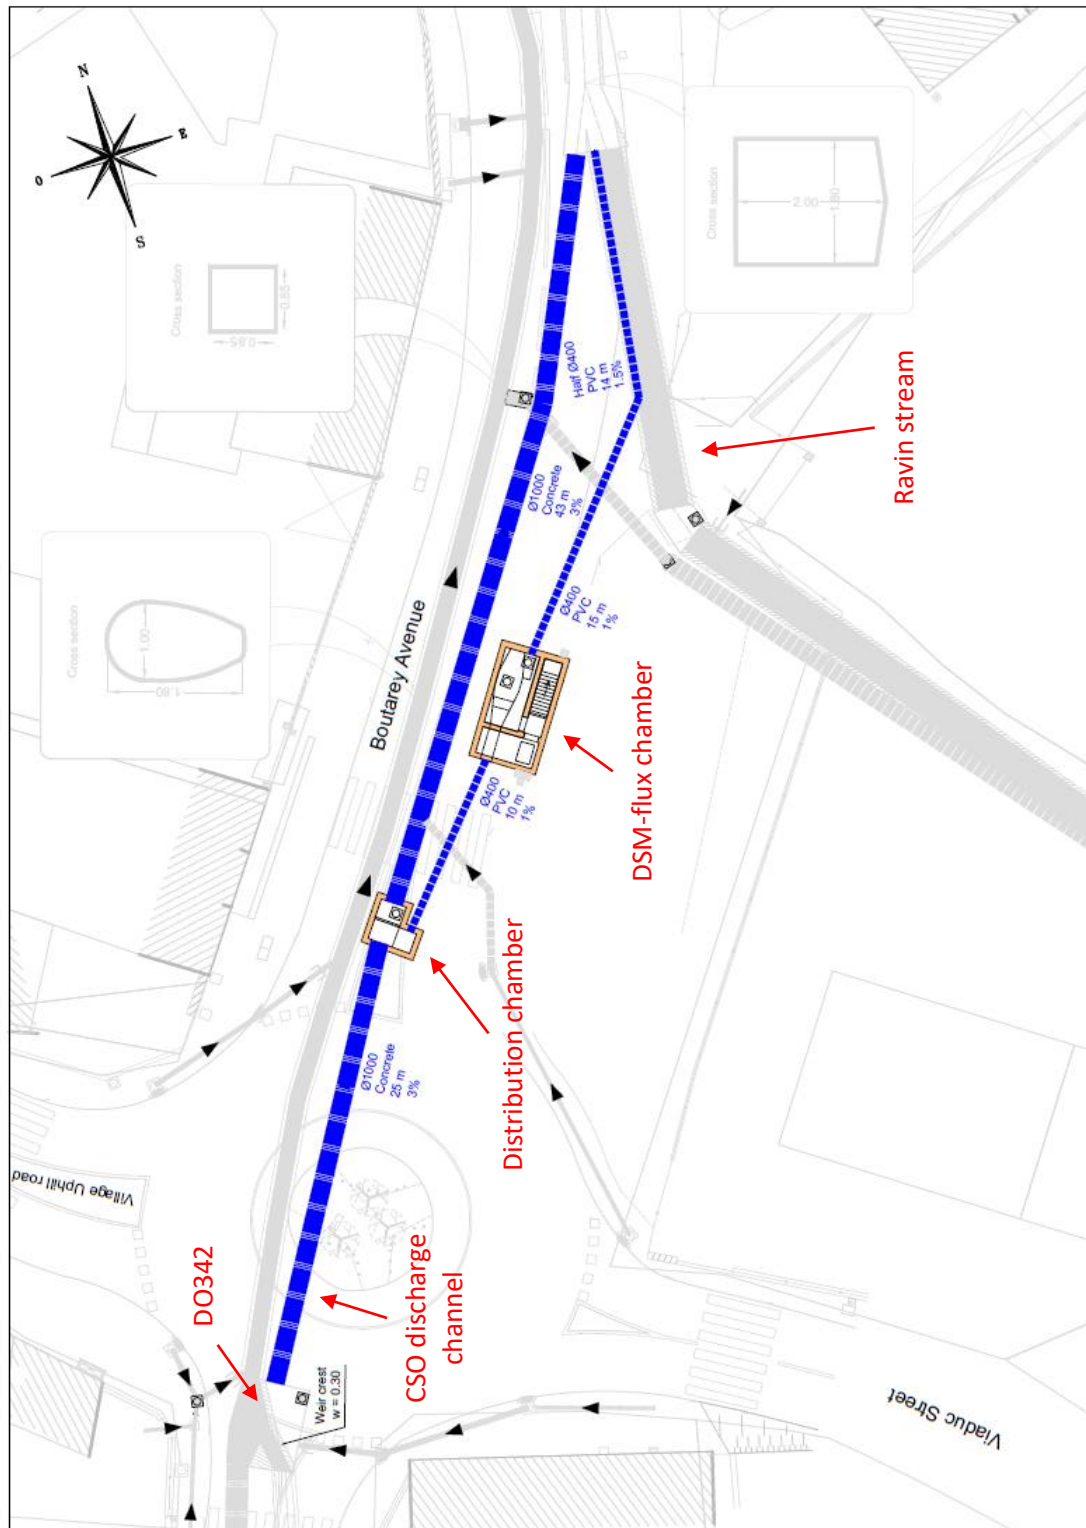 N
E
O
S
Cross section
2.00
1.80
Cross section
0.85
0.85
Cross section
1.00
1.80
Half Ø400
PVC
14 m
1.5%
Ravin stream
Ø1000
Concrete
43 m
3%
Ø400
PVC
15 m
1%
Boutarey Avenue
DSM-flux chamber
Ø400
PVC
10 m
1%
Distribution chamber
Ø1000
Concrete
25 m
3%
Village Uphill road
DO342
CSO discharge
channel
Weir crest
w = 0.30
Viaduc Street